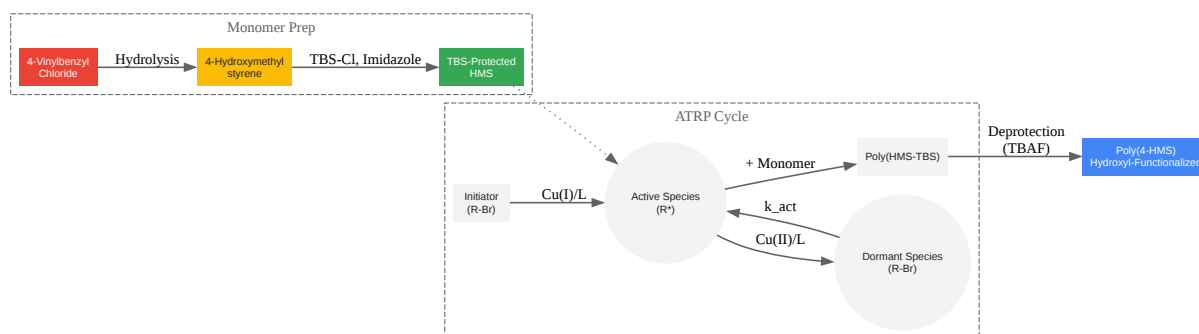 Monomer Prep
4-Vinylbenzyl
Chloride
Hydrolysis
4-Hydroxymethyl
styrene
TBS-Cl, Imidazole
TBS-Protected
HMS
ATRP Cycle
Initiator
(R-Br)
Cu(I)/L
Active Species
(R*)
+ Monomer
k_act
Cu(II)/L
Poly(HMS-TBS)
Dormant Species
(R-Br)
Deprotection
(TBAF)
Poly(4-HMS)
Hydroxyl-Functionalized